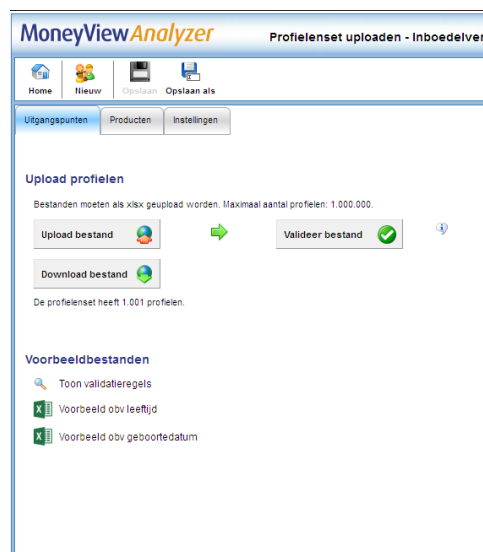 MoneyView Analyzer
Profielenset uploaden - Inboedelver
Home Nieuw Opslaan Opslaan als
Uitgangspunten Producten Instellingen
Upload profielen
Bestanden moeten als xlsx geupload worden. Maximaal aantal profielen: 1.000.000.
Upload bestand Valideer bestand
Download bestand
De profielenset heeft 1.001 profielen.
Voorbeeldbestanden
Toon validatieregels
Voorbeeld obv leeftijd
Voorbeeld obv geboortedatum